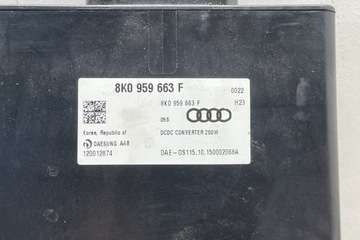 8K0 959 663 F
0022
8K0 959 663 F
H23
05S
Korea, Republic of
DCDC CONVERTER 200W
DAESUNG AAB
120012874
DAE-DS115.10.150002066A